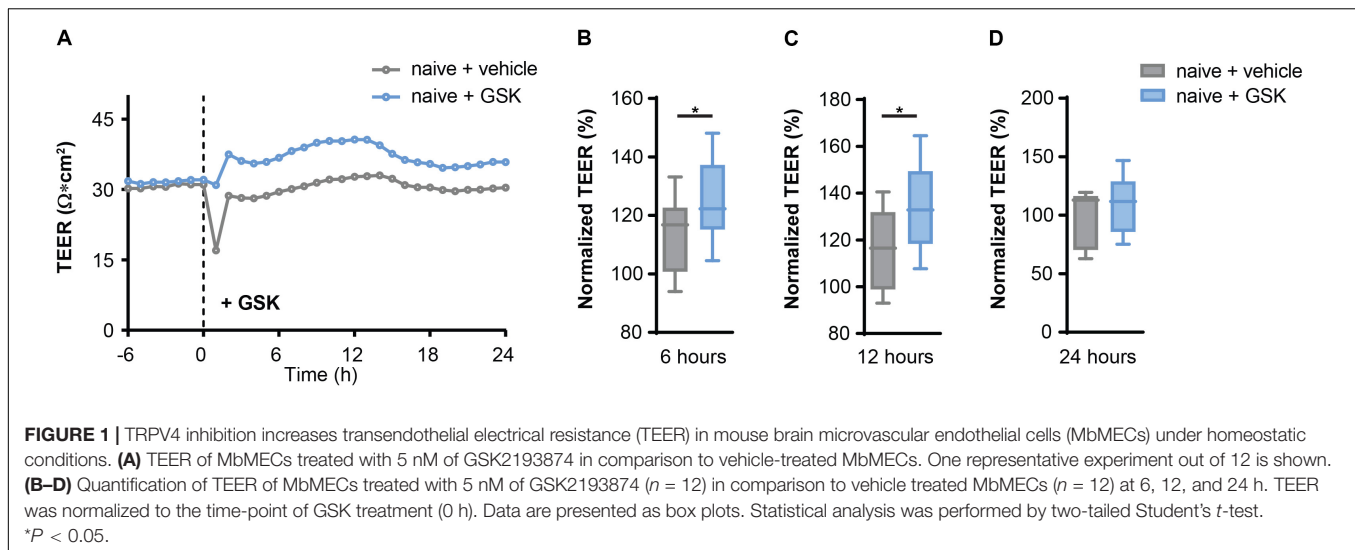 A
B
C
D
naive + vehicle
naive + GSK
naive + vehicle
naive + GSK
TEER (Ω*cm²)
45
30
15
0
+ GSK
-6
0
6
12
18
24
Time (h)
Normalized TEER (%)
160
140
120
100
80
*
6 hours
Normalized TEER (%)
180
160
140
120
100
80
*
12 hours
Normalized TEER (%)
200
150
100
50
0
24 hours
FIGURE 1 | TRPV4 inhibition increases transendothelial electrical resistance (TEER) in mouse brain microvascular endothelial cells (MbMECs) under homeostatic
conditions. (A) TEER of MbMECs treated with 5 nM of GSK2193874 in comparison to vehicle-treated MbMECs. One representative experiment out of 12 is shown.
(B–D) Quantification of TEER of MbMECs treated with 5 nM of GSK2193874 (n = 12) in comparison to vehicle treated MbMECs (n = 12) at 6, 12, and 24 h. TEER
was normalized to the time-point of GSK treatment (0 h). Data are presented as box plots. Statistical analysis was performed by two-tailed Student's t-test.
*P < 0.05.